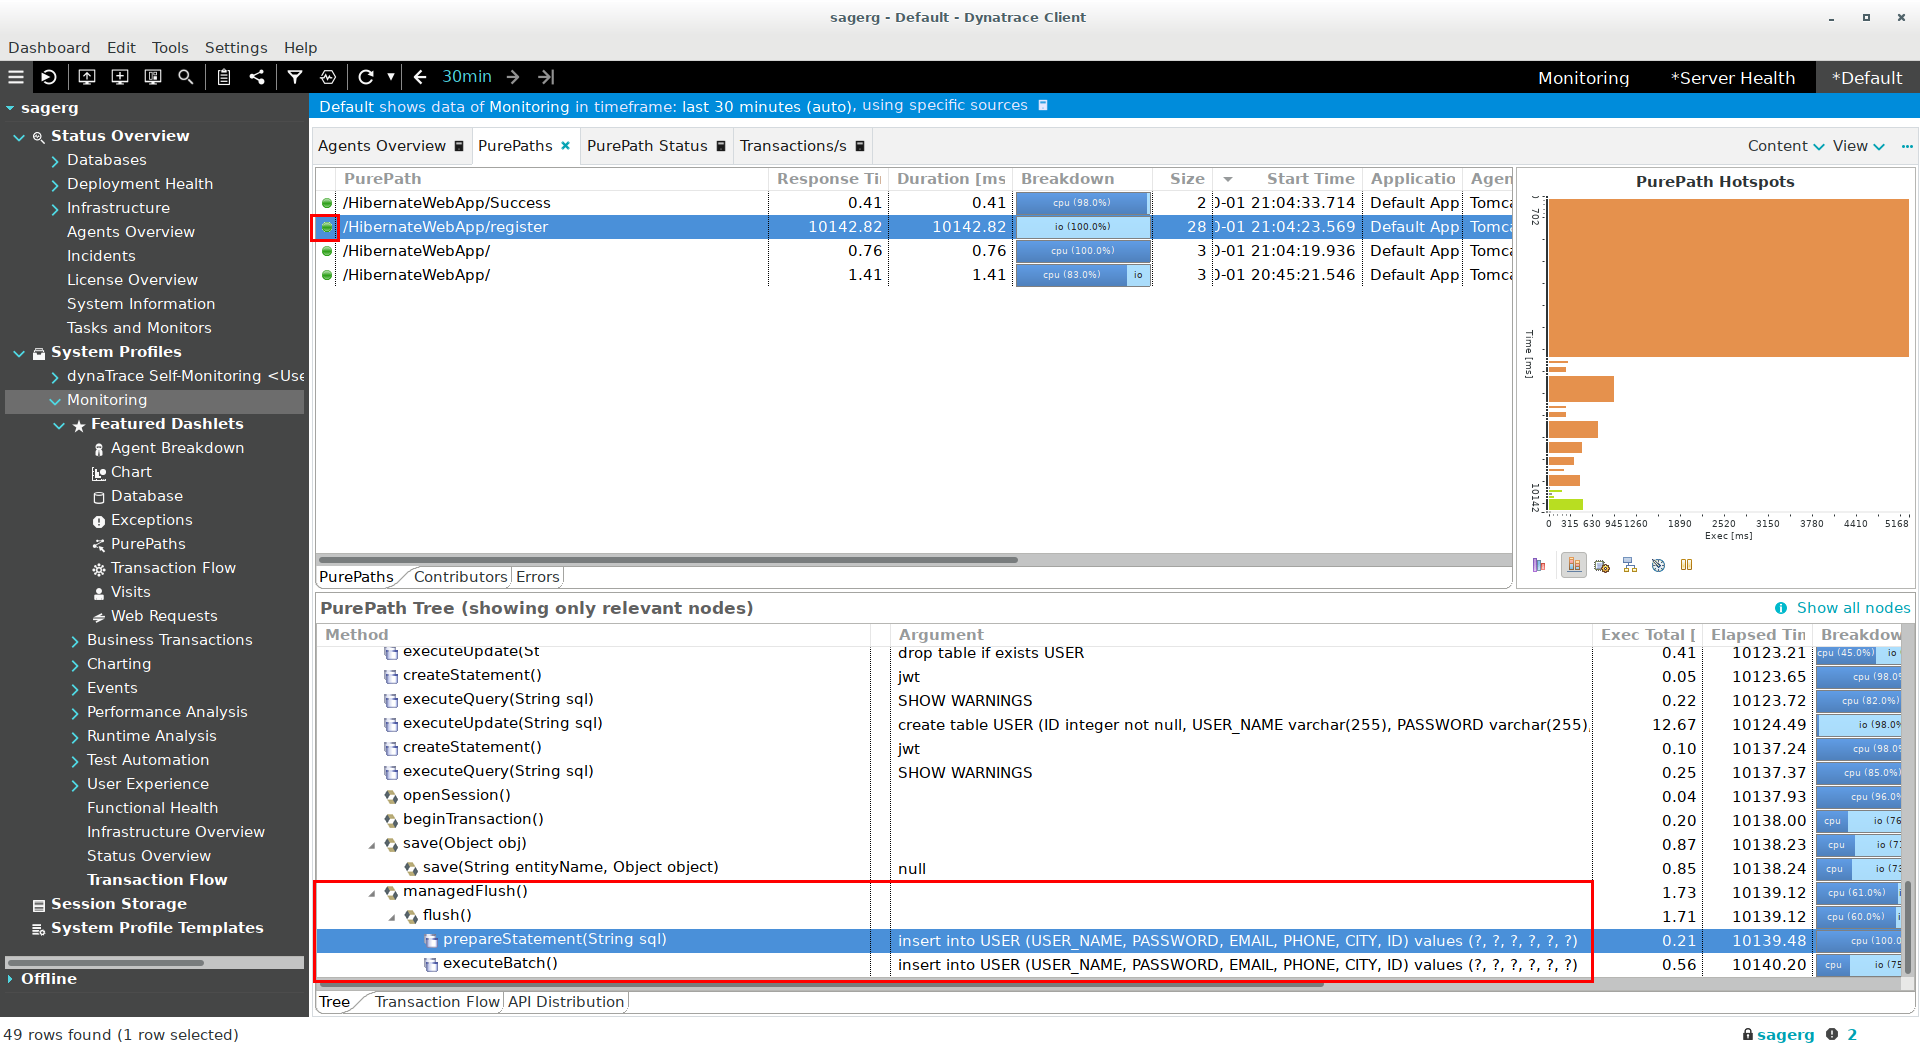 sagerg - Default - Dynatrace Client
Dashboard Edit Tools Settings Help
30min
Monitoring *Server Health *Default
sagerg
Status Overview
Databases
Deployment Health
Infrastructure
Agents Overview
Incidents
License Overview
System Information
Tasks and Monitors
System Profiles
dynaTrace Self-Monitoring <Use
Monitoring
Featured Dashlets
Agent Breakdown
Chart
Database
Exceptions
PurePaths
Transaction Flow
Visits
Web Requests
Business Transactions
Charting
Events
Performance Analysis
Runtime Analysis
Test Automation
User Experience
Functional Health
Infrastructure Overview
Status Overview
Transaction Flow
Session Storage
System Profile Templates
Offline
Default shows data of Monitoring in timeframe: last 30 minutes (auto), using specific sources
Agents Overview PurePaths PurePath Status Transactions/s
Content View ...
PurePath Response Ti Duration [ms Breakdown Size Start Time Applicatio Agen
/HibernateWebApp/Success 0.41 0.41 cpu (98.0%) 2 0-01 21:04:33.714 Default App Tomca
/HibernateWebApp/register 10142.82 10142.82 io (100.0%) 28 0-01 21:04:23.569 Default App Tomca
/HibernateWebApp/ 0.76 0.76 cpu (100.0%) 3 0-01 21:04:19.936 Default App Tomca
/HibernateWebApp/ 1.41 1.41 cpu (83.0%) io 3 0-01 20:45:21.546 Default App Tomca
PurePaths Contributors Errors
PurePath Hotspots
0
702
Time [ms]
10142
0 315 630 945 1260 1890 2520 3150 3780 4410 5168
Exec [ms]
PurePath Tree (showing only relevant nodes)
Show all nodes
Method Argument Exec Total [ Elapsed Tim Breakdow
executeUpdate(St drop table if exists USER 0.41 10123.21 cpu (45.0%) io
createStatement() jwt 0.05 10123.65 cpu (98.0%
executeQuery(String sql) SHOW WARNINGS 0.22 10123.72 cpu (82.0%
executeUpdate(String sql) create table USER (ID integer not null, USER_NAME varchar(255), PASSWORD varchar(255), 12.67 10124.49 io (98.0%
createStatement() jwt 0.10 10137.24 cpu (98.0%
executeQuery(String sql) SHOW WARNINGS 0.25 10137.37 cpu (85.0%
openSession() 0.04 10137.93 cpu (96.0%
beginTransaction() 0.20 10138.00 cpu io (76
save(Object obj) 0.87 10138.23 cpu io (7
save(String entityName, Object object) null 0.85 10138.24 cpu io (73
managedFlush() 1.73 10139.12 cpu (61.0%) i
flush() 1.71 10139.12 cpu (60.0%) i
prepareStatement(String sql) insert into USER (USER_NAME, PASSWORD, EMAIL, PHONE, CITY, ID) values (?, ?, ?, ?, ?, ?) 0.21 10139.48 cpu (100.0
executeBatch() insert into USER (USER_NAME, PASSWORD, EMAIL, PHONE, CITY, ID) values (?, ?, ?, ?, ?, ?) 0.56 10140.20 cpu io (75
Tree Transaction Flow API Distribution
49 rows found (1 row selected)
sagerg 2